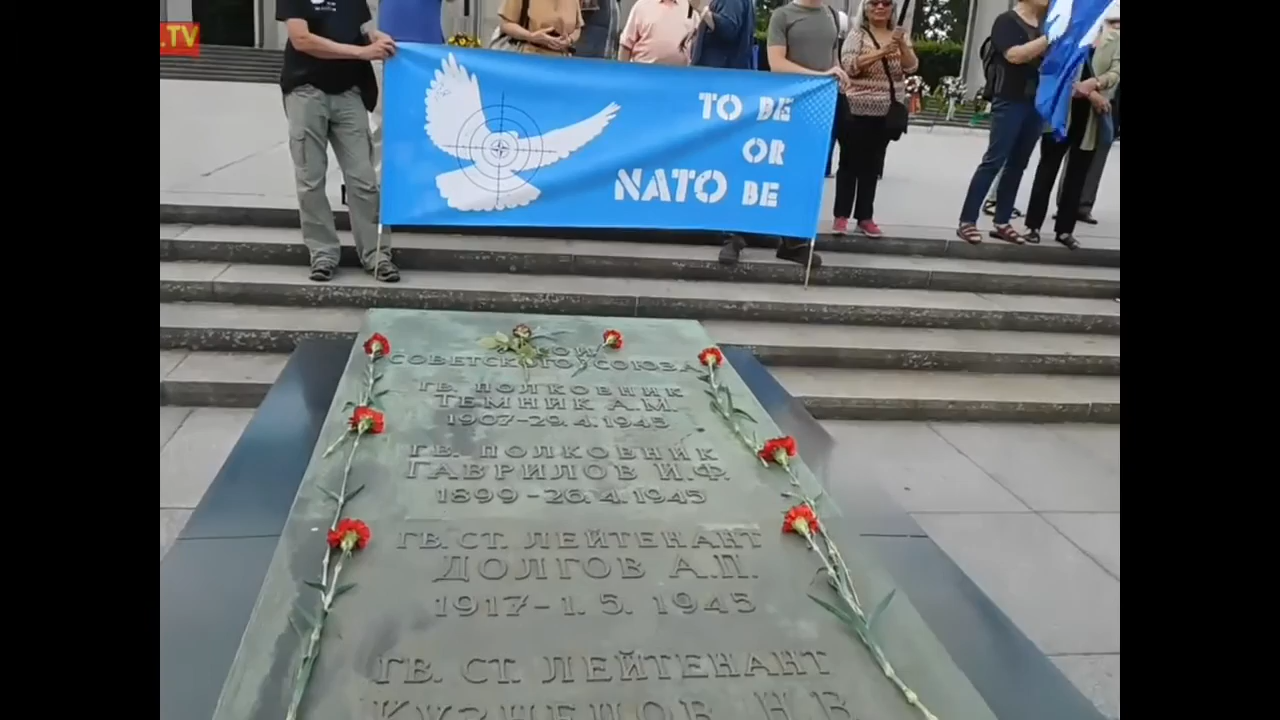 .TV
TO BE
OR
NATO BE
СОВЕТСКОГО СОЮЗА
ГВ. ПОЛКОВНИК
ТЕМНИК А.М.
1907-29.4.1945
ГВ. ПОЛКОВНИК
ГАВРИЛОВ И.Ф.
1899-26.4.1945
ГВ. СТ. ЛЕЙТЕНАНТ
ДОЛГОВ А.П.
1917-1.5.1945
ГВ. СТ. ЛЕЙТЕНАНТ
КУЗНЕЦОВ Н.В.